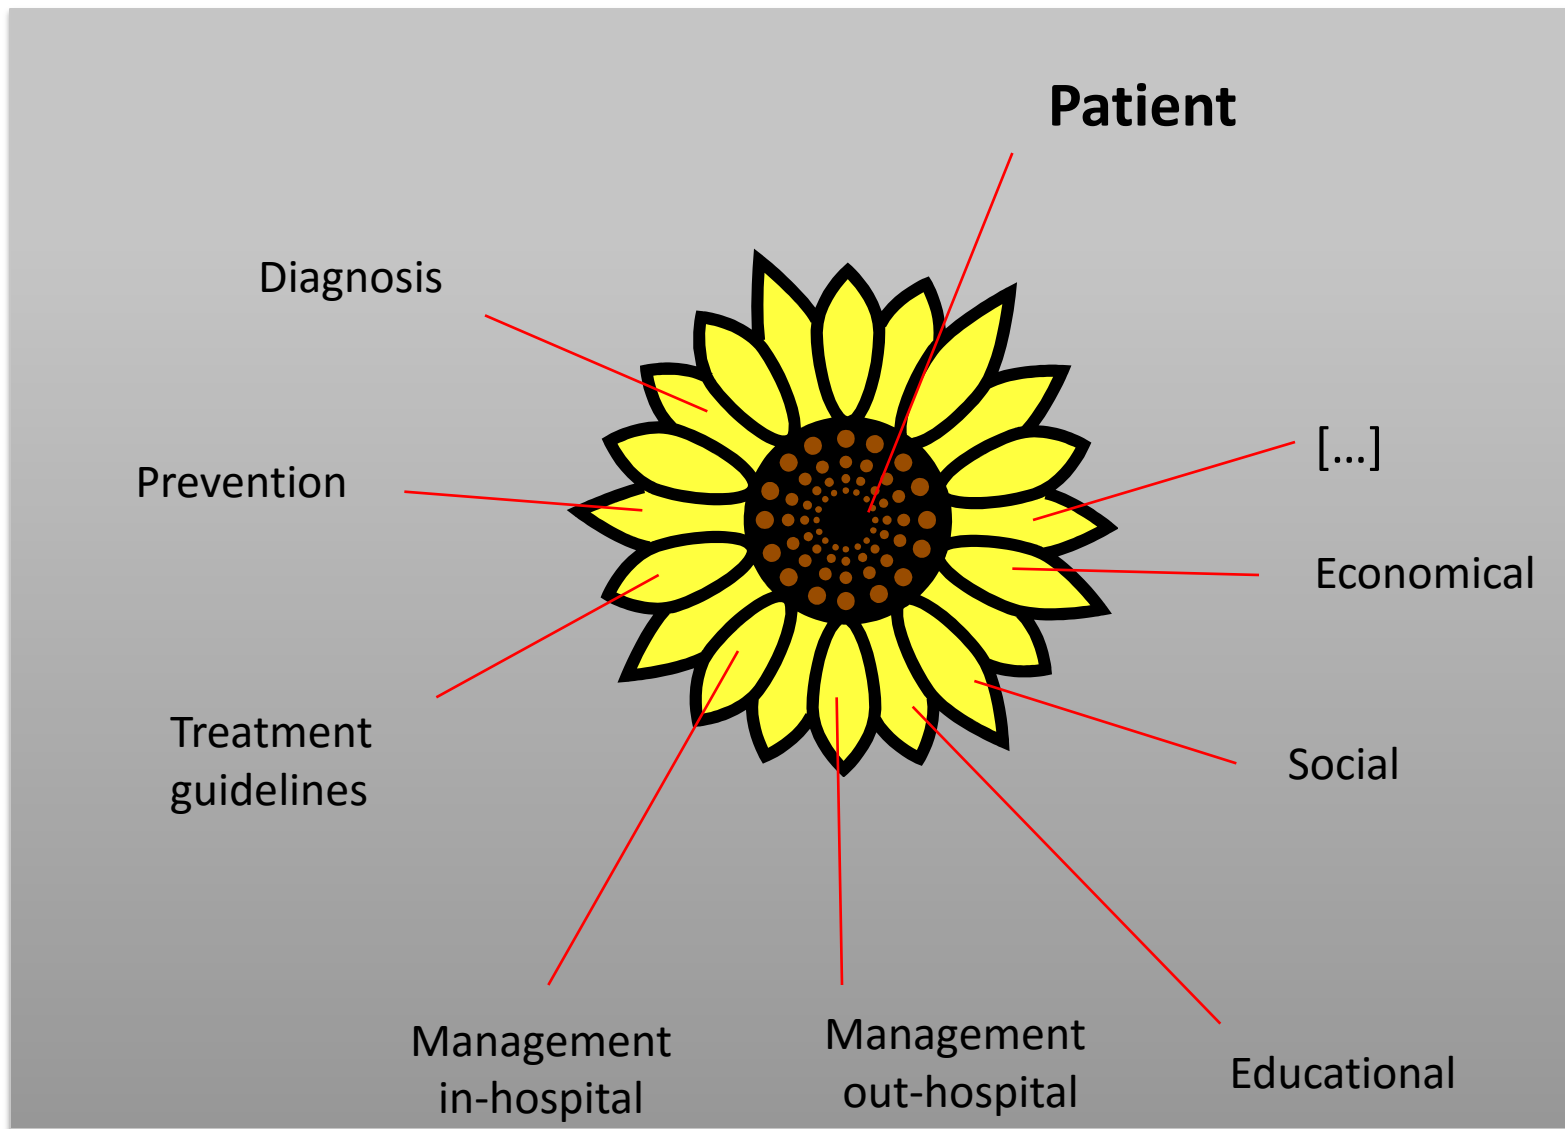 Patient
Diagnosis
[...]
Prevention
Economical
Treatment
guidelines
Social
Management
in-hospital
Management
out-hospital
Educational